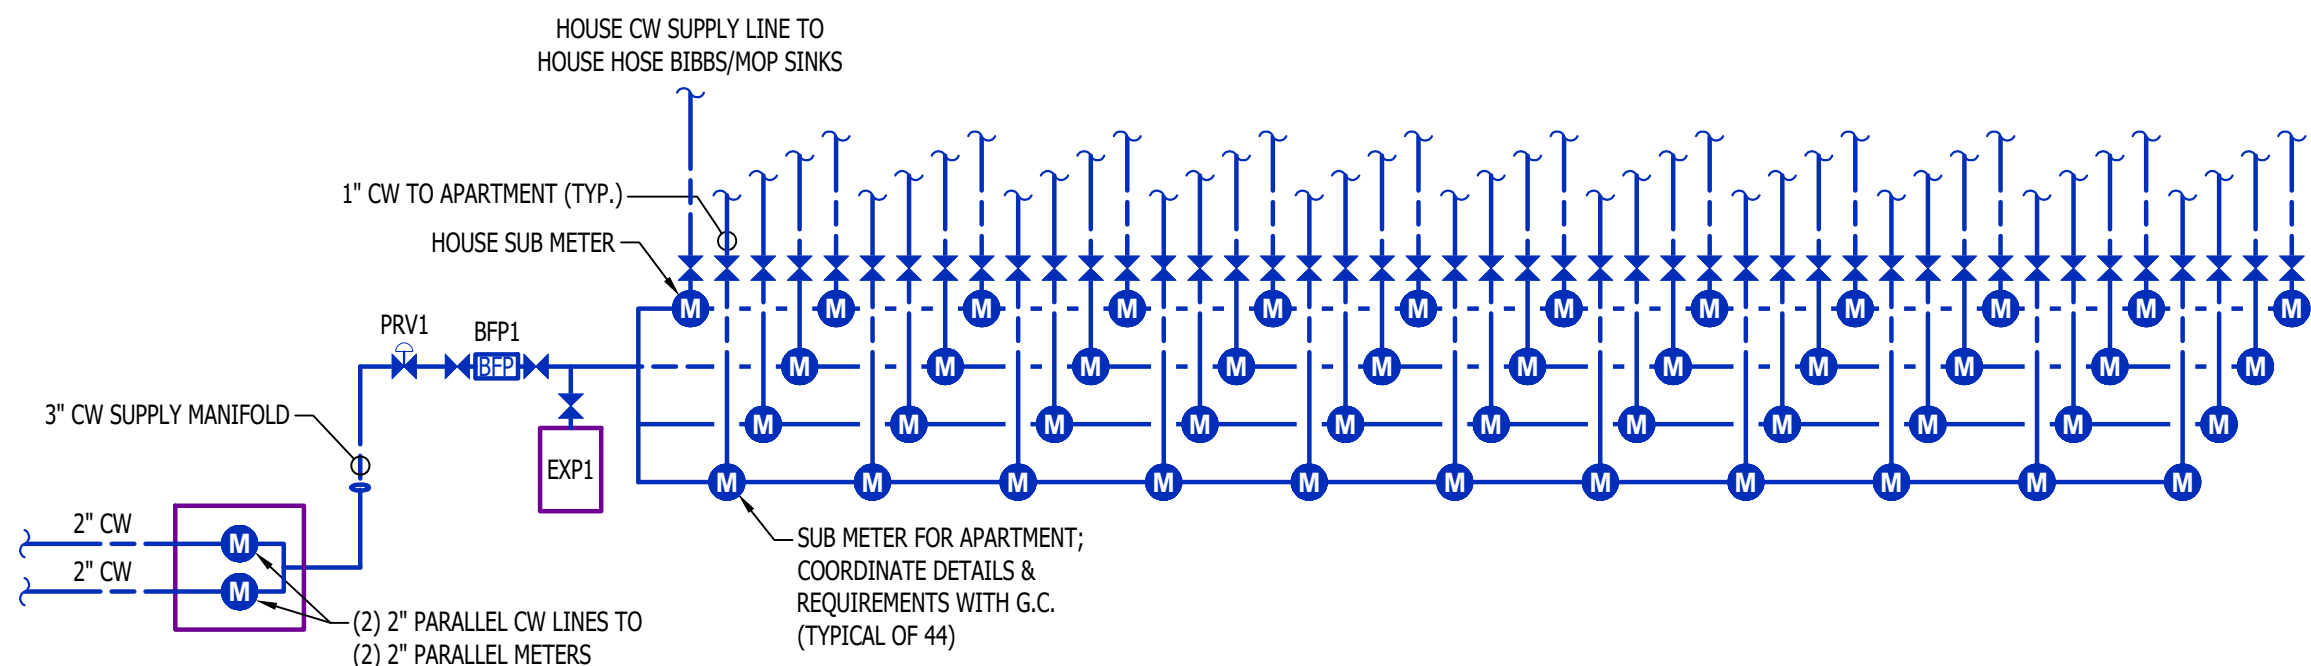 HOUSE CW SUPPLY LINE TO
HOUSE HOSE BIBBS/MOP SINKS
1" CW TO APARTMENT (TYP.)
HOUSE SUB METER
M M M M M M M M M M M M
PRV1
BFP1
BFP
M M M M M M M M M M M
3" CW SUPPLY MANIFOLD
M M M M M M M M M M M
EXP1
M M M M M M M M M M M
2" CW
M
2" CW
M
SUB METER FOR APARTMENT;
COORDINATE DETAILS &
REQUIREMENTS WITH G.C.
(TYPICAL OF 44)
(2) 2" PARALLEL CW LINES TO
(2) 2" PARALLEL METERS